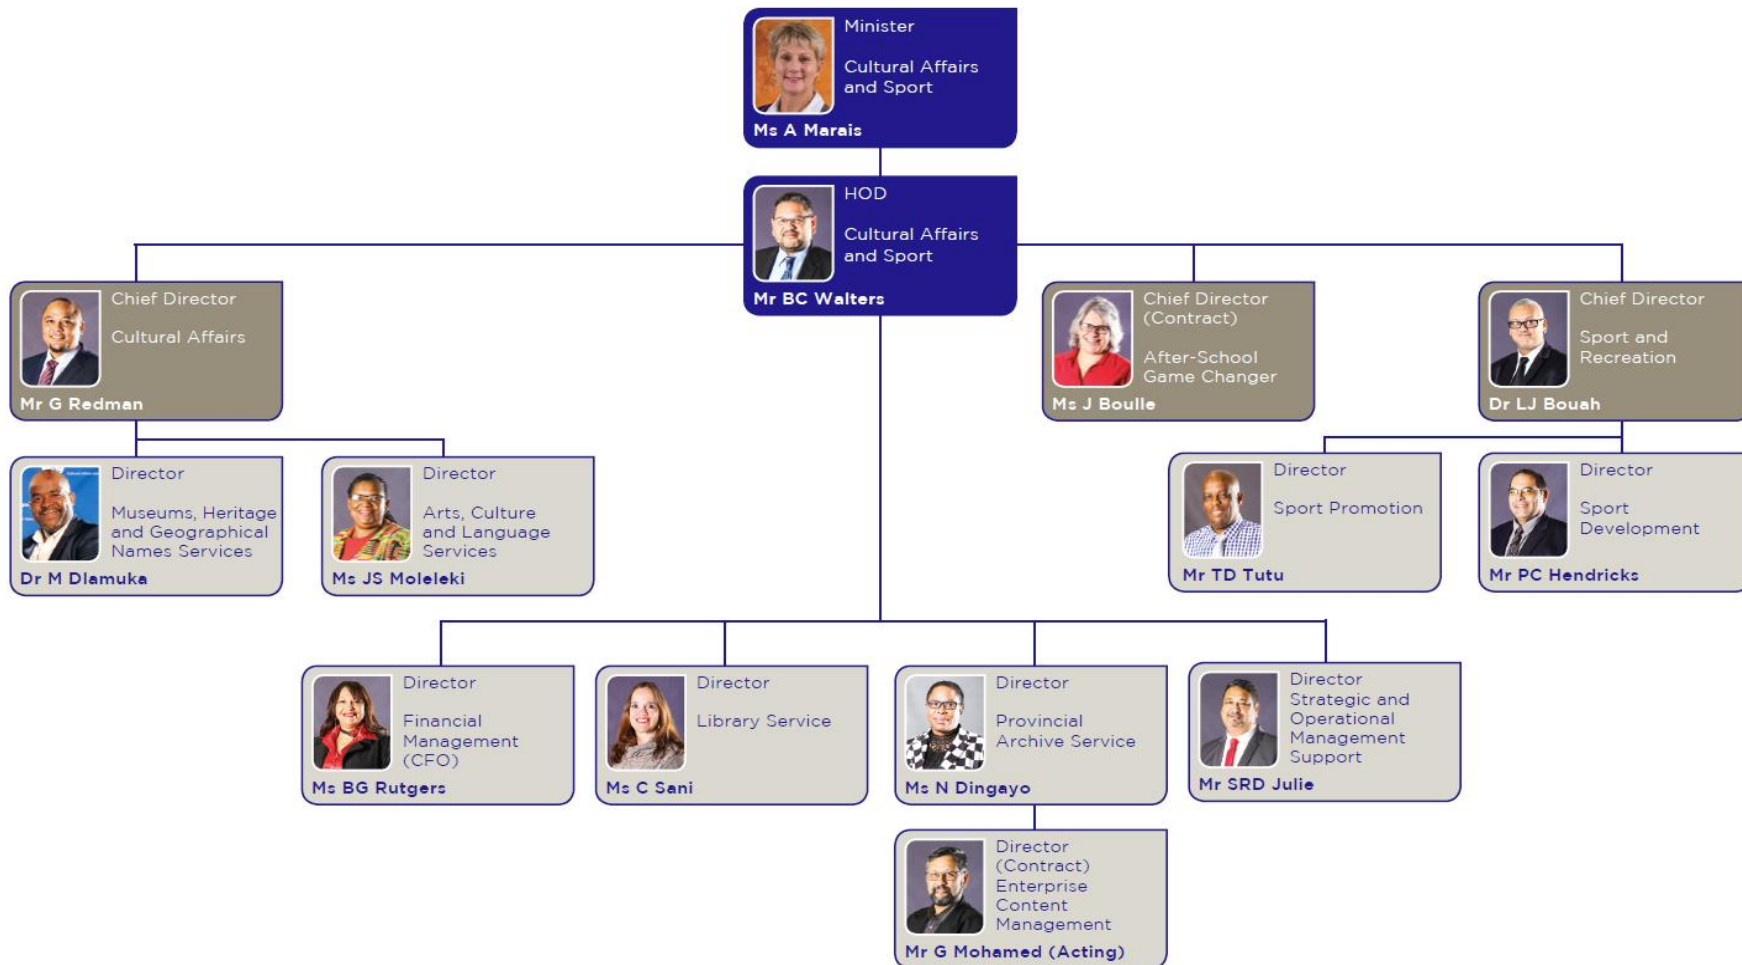 Minister
Cultural Affairs
and Sport
Ms A Marais
HOD
Cultural Affairs
and Sport
Mr BC Walters
Chief Director
Cultural Affairs
Mr G Redman
Chief Director
(Contract)
After-School
Game Changer
Ms J Boulle
Chief Director
Sport and
Recreation
Dr LJ Bouah
Director
Museums, Heritage
and Geographical
Names Services
Dr M Dlamuka
Director
Arts, Culture
and Language
Services
Ms JS Moleleki
Director
Sport Promotion
Mr TD Tutu
Director
Sport
Development
Mr PC Hendricks
Director
Financial
Management
(CFO)
Ms BG Rutgers
Director
Library Service
Ms C Sani
Director
Provincial
Archive Service
Ms N Dingayo
Director
Strategic and
Operational
Management
Support
Mr SRD Julie
Director
(Contract)
Enterprise
Content
Management
Mr G Mohamed (Acting)